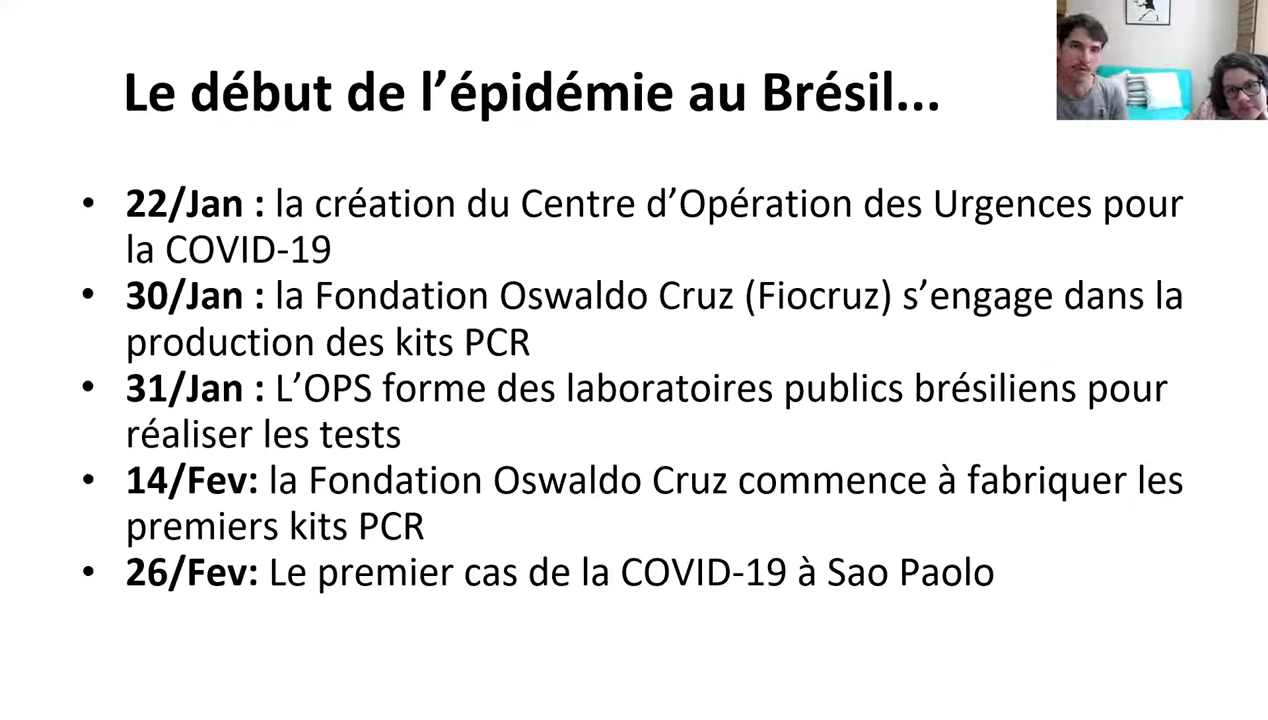 Le début de l’épidémie au Brésil...
• 22/Jan : la création du Centre d’Opération des Urgences pour
la COVID-19
• 30/Jan : la Fondation Oswaldo Cruz (Fiocruz) s’engage dans la
production des kits PCR
• 31/Jan : L’OPS forme des laboratoires publics brésiliens pour
réaliser les tests
• 14/Fev: la Fondation Oswaldo Cruz commence à fabriquer les
premiers kits PCR
• 26/Fev: Le premier cas de la COVID-19 à Sao Paolo